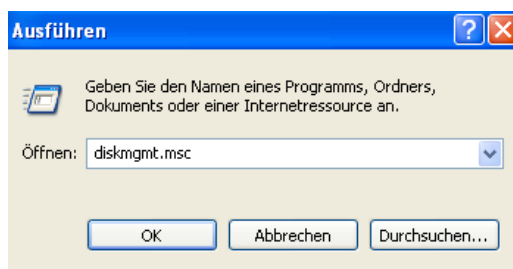 Ausführen
Geben Sie den Namen eines Programms, Ordners,
Dokuments oder einer Internetressource an.
Öffnen: diskmgmt.msc
OK Abbrechen Durchsuchen...